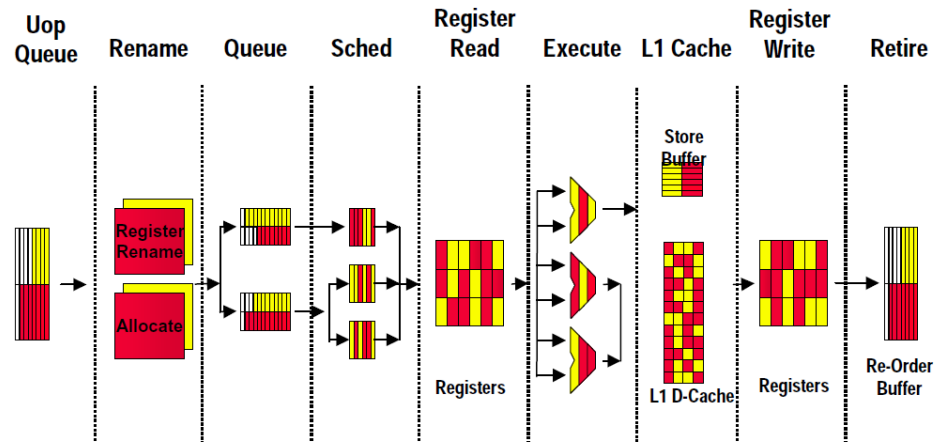 Uop
Queue
Rename
Queue
Sched
Register
Read
Execute
L1 Cache
Register
Write
Retire
Register
Rename
Allocate
Registers
Store
Buffer
L1 D-Cache
Registers
Re-Order
Buffer